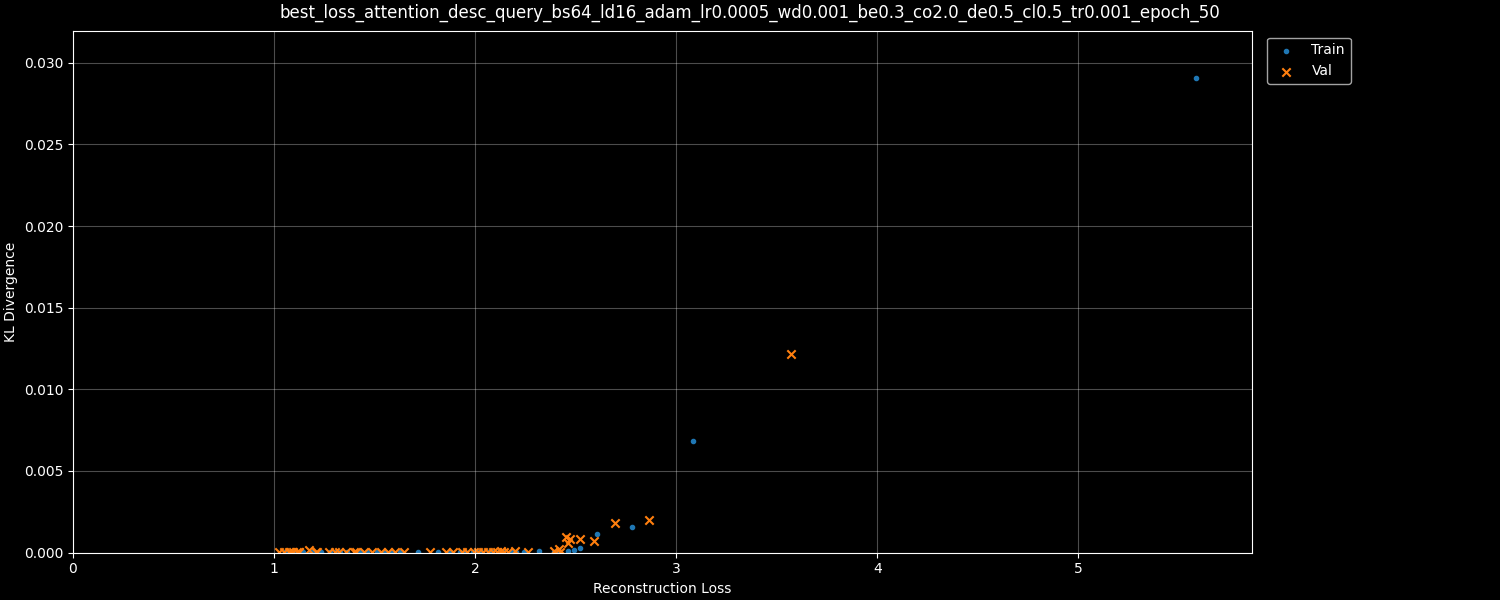 best_loss_attention_desc_query_bs64_ld16_adam_lr0.0005_wd0.001_be0.3_co2.0_de0.5_cl0.5_tr0.001_epoch_50
Train
Val
0.030
0.025
0.020
0.015
0.010
0.005
0.000
KL Divergence
0 1 2 3 4 5
Reconstruction Loss